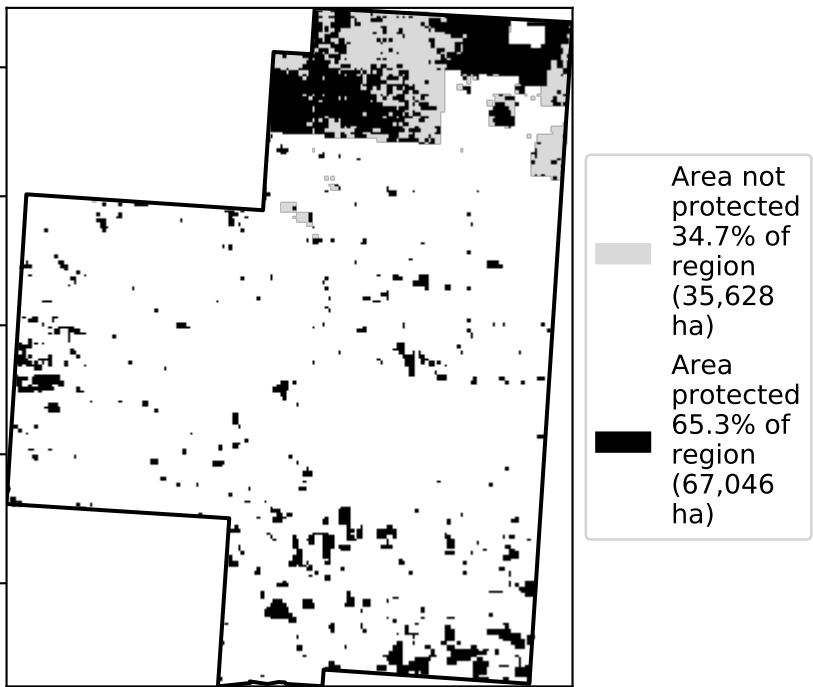 Area not
protected
34.7% of
region
(35,628
ha)
Area
protected
65.3% of
region
(67,046
ha)